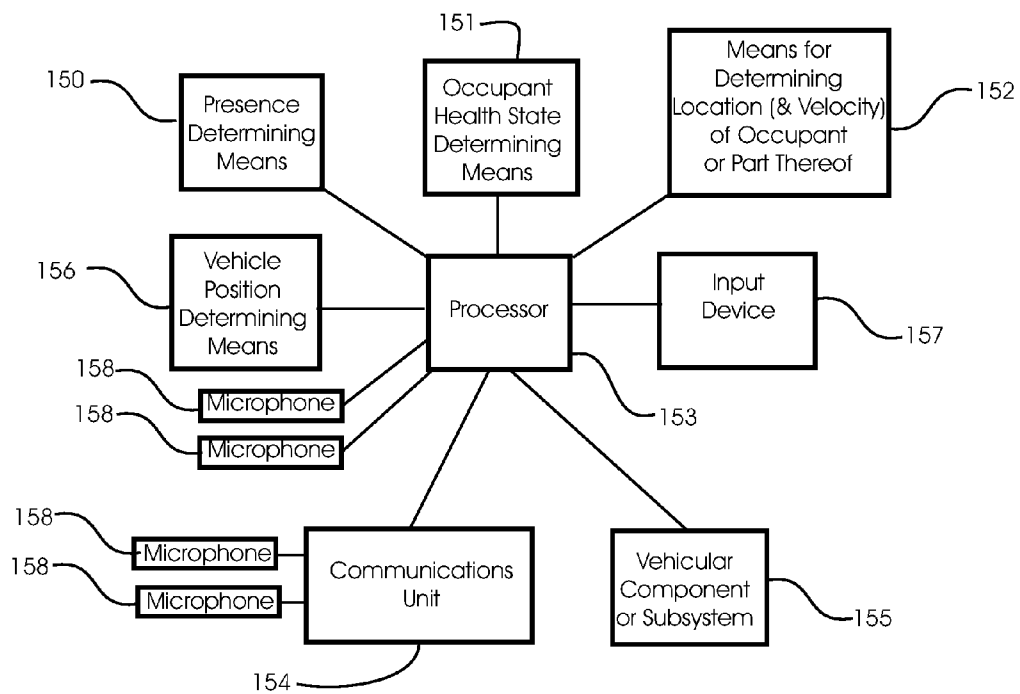 151
150
Presence
Determining
Means
Occupant
Health State
Determining
Means
Means for
Determining
Location (& Velocity)
of Occupant
or Part Thereof
152
156
Vehicle
Position
Determining
Means
Processor
Input
Device
157
158
Microphone
158
Microphone
153
158
Microphone
158
Microphone
Communications
Unit
Vehicular
Component
or Subsystem
155
154